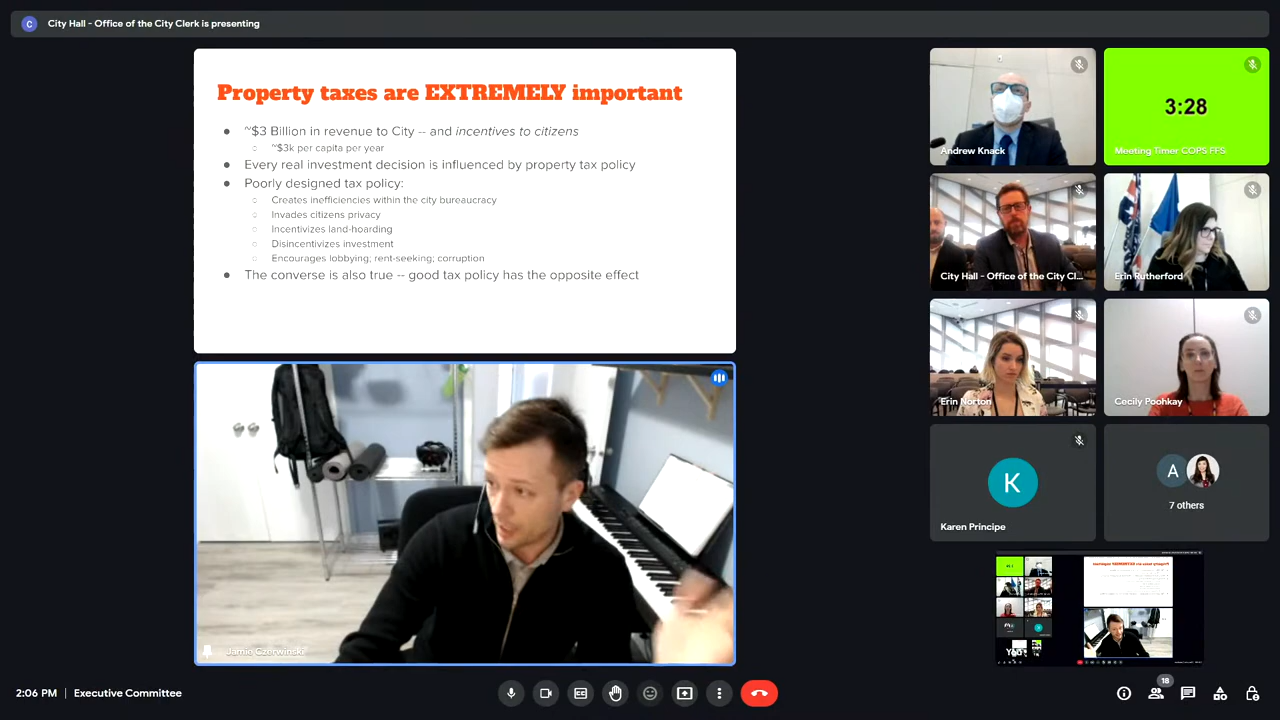 C
City Hall - Office of the City Clerk is presenting
Property taxes are EXTREMELY important
~$3 Billion in revenue to City -- and incentives to citizens
~$3k per capita per year
Every real investment decision is influenced by property tax policy
Poorly designed tax policy:
Creates inefficiencies within the city bureaucracy
Invades citizens privacy
Incentivizes land-hoarding
Disincentivizes investment
Encourages lobbying; rent-seeking; corruption
The converse is also true -- good tax policy has the opposite effect
Jamie Czerwinski
Andrew Knack
3:28
Meeting Timer COPS FFS
City Hall - Office of the City Cl...
Erin Rutherford
Erin Norton
Cecily Poohkay
K
Karen Principe
A
7 others
You
2:06 PM | Executive Committee
18